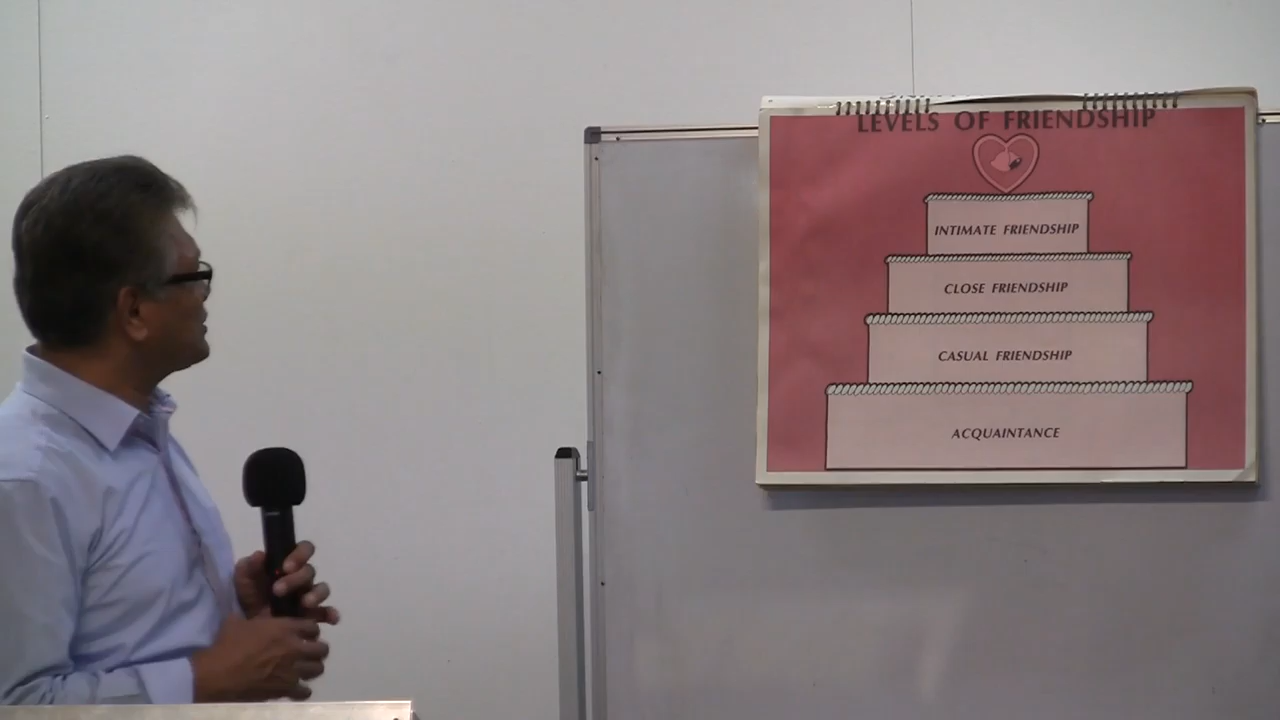 LEVELS OF FRIENDSHIP
INTIMATE FRIENDSHIP
CLOSE FRIENDSHIP
CASUAL FRIENDSHIP
ACQUAINTANCE